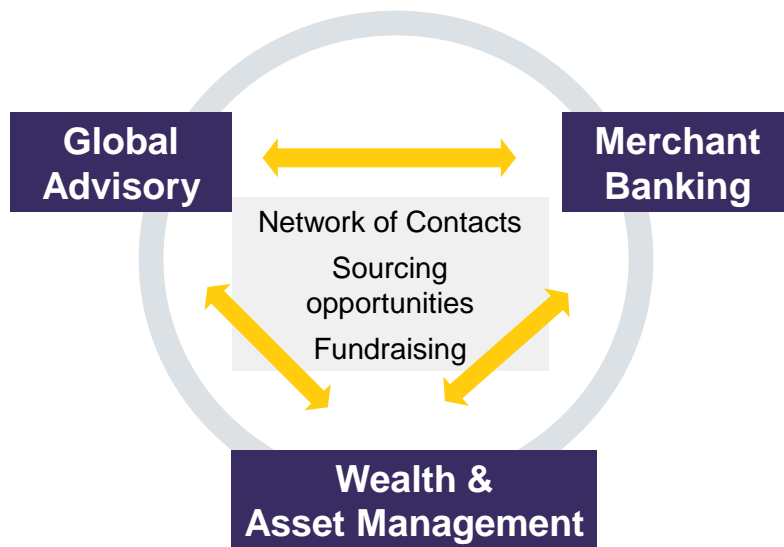 Global
Advisory
Merchant
Banking
Network of Contacts
Sourcing
opportunities
Fundraising
Wealth &
Asset Management